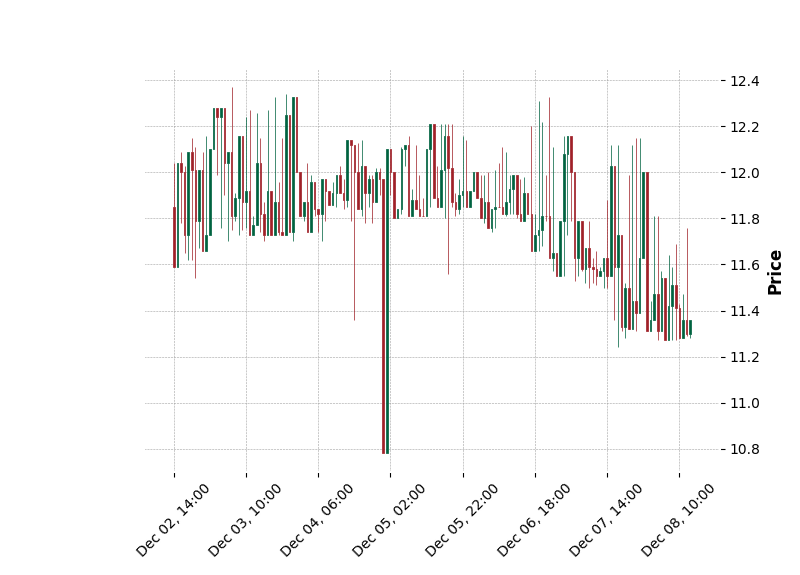 12.4
12.2
12.0
11.8
11.6
11.4
11.2
11.0
10.8
Price
Dec 02, 14:00
Dec 03, 10:00
Dec 04, 06:00
Dec 05, 02:00
Dec 05, 22:00
Dec 06, 18:00
Dec 07, 14:00
Dec 08, 10:00